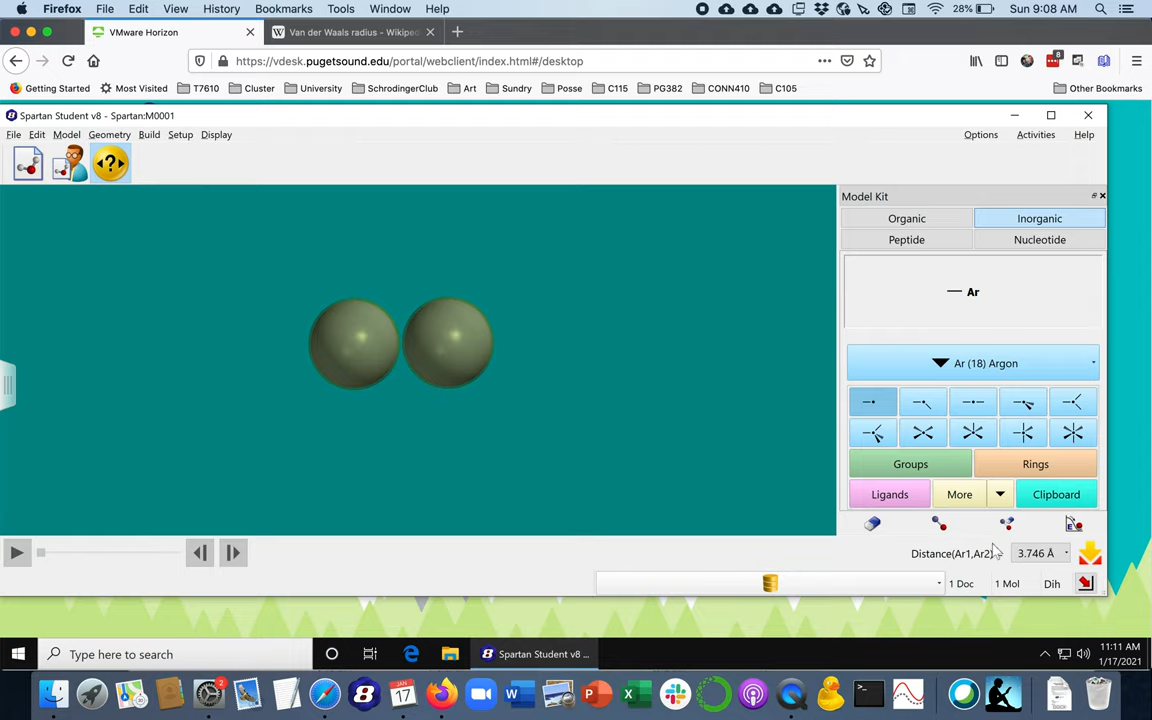 Firefox File Edit View History Bookmarks Tools Window Help 28% Sun 9:08 AM
VMware Horizon Van der Waals radius - Wikiped
https://vdesk.pugetsound.edu/portal/webclient/index.html#/desktop
8
Getting Started Most Visited T7610 Cluster University SchrodingerClub Art Sundry Posse C115 PG382 CONN410 C105 Other Bookmarks
Spartan Student v8 - Spartan:M0001
File Edit Model Geometry Build Setup Display Options Activities Help
Model Kit
Organic Inorganic
Peptide Nucleotide
Ar
Ar (18) Argon
Groups Rings
Ligands More Clipboard
Distance(Ar1,Ar2) 3.746 Å
1 Doc 1 Mol Dih
Type here to search Spartan Student v8 ... 11:11 AM
1/17/2021
JAN
17
2